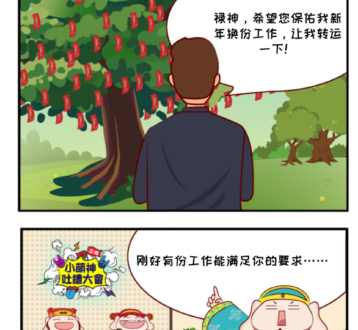 禄神，希望您保佑我新
年换份工作，让我转运
一下！
小萌神
吐槽大會
刚好有份工作能满足你的要求……